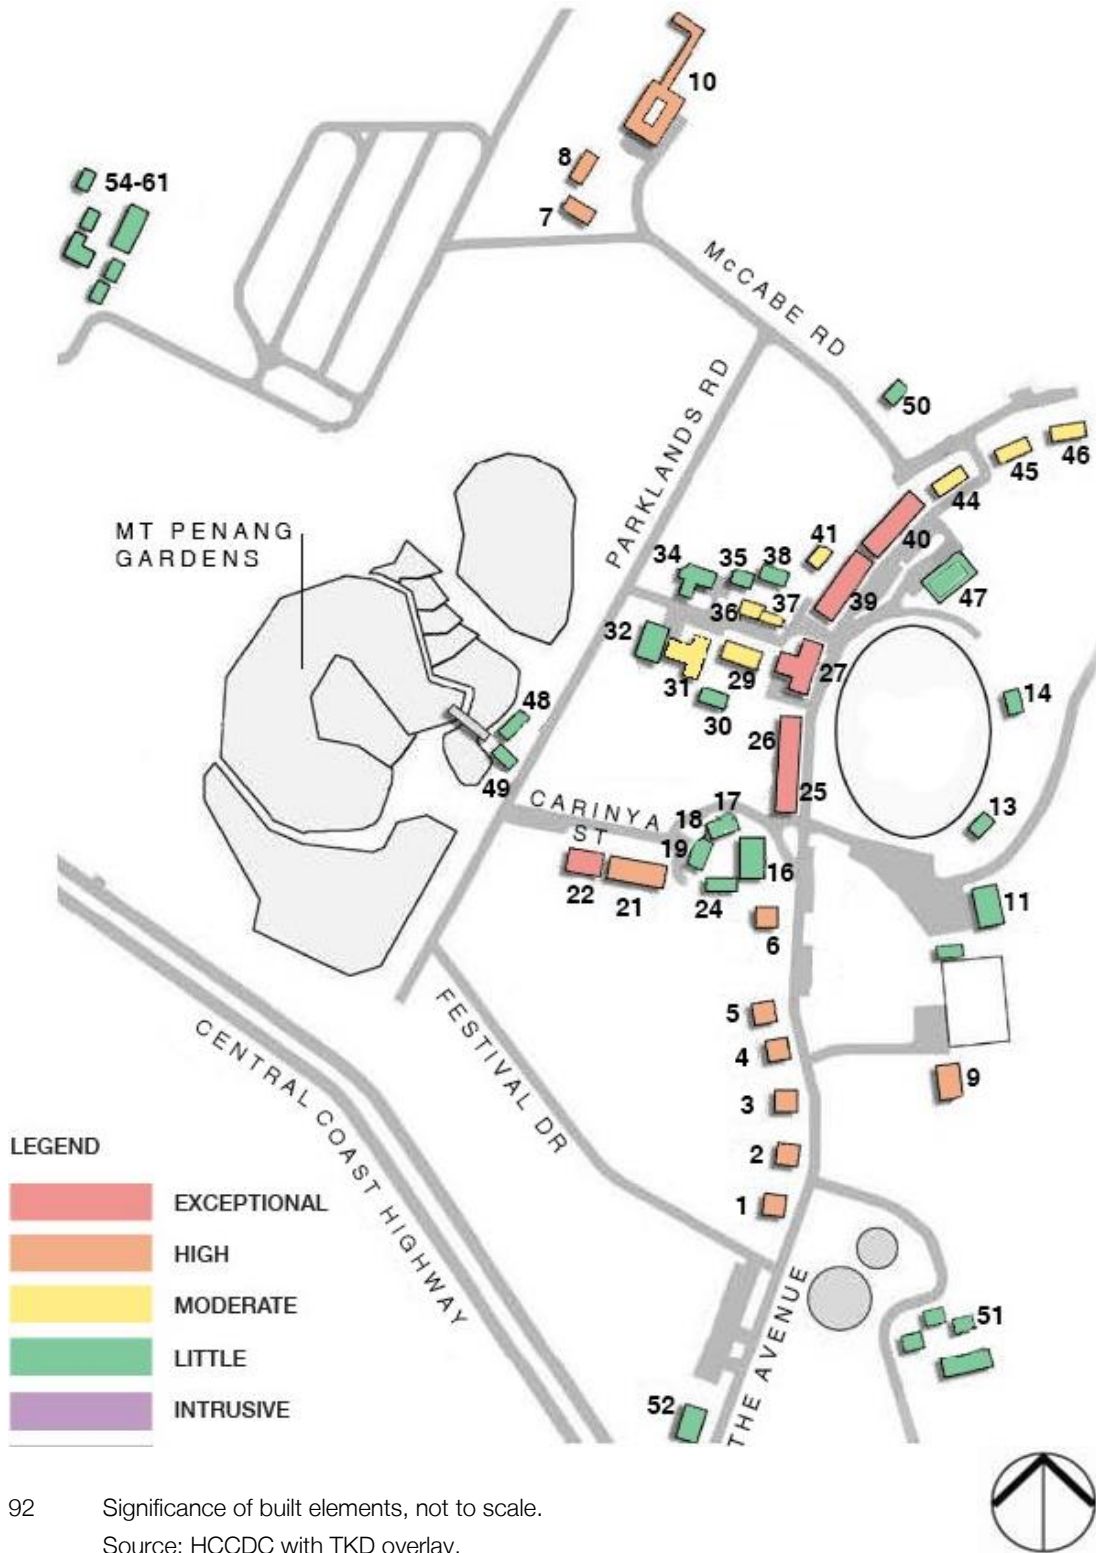 10
8
54-61
7
McCABE RD
PARKLANDS RD
50
46
45
44
MT PENANG
GARDENS
41
40
34
35
38
39
47
36
37
32
27
31
29
14
30
48
26
49
25
CARINYA
ST
17
18
13
19
16
22
21
24
11
6
5
FESTIVAL DR
4
9
CENTRAL COAST HIGHWAY
3
2
1
LEGEND
EXCEPTIONAL
HIGH
MODERATE
LITTLE
INTRUSIVE
THE AVENUE
51
52
92 Significance of built elements, not to scale.
Source: HCCDC with TKD overlay.